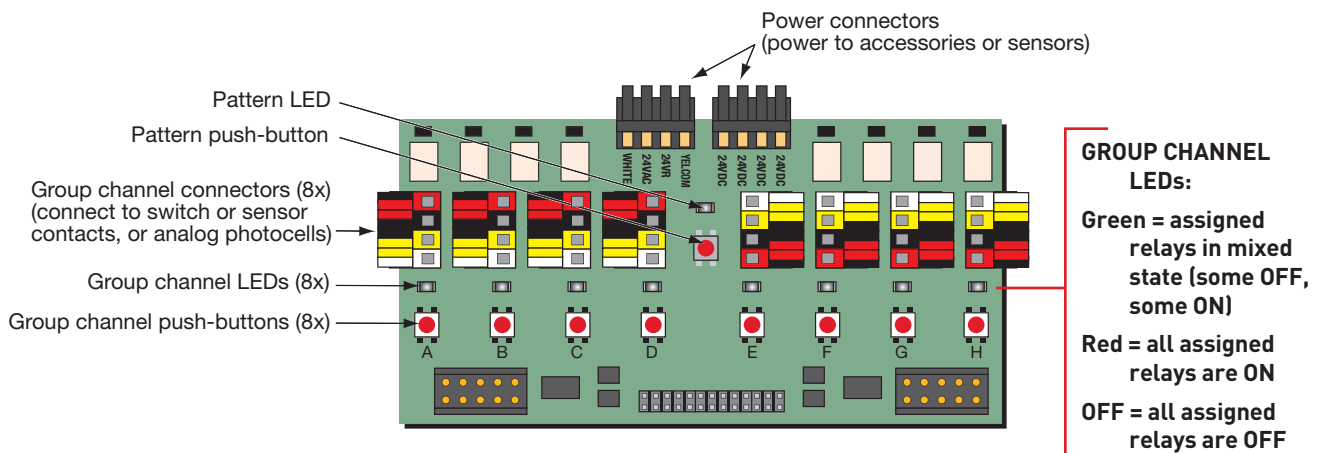 Power connectors
(power to accessories or sensors)
Pattern LED
Pattern push-button
Group channel connectors (8x)
(connect to switch or sensor
contacts, or analog photocells)
Group channel LEDs (8x)
Group channel push-buttons (8x)
WHITE
24VAC
24VR
YELCOM
24VDC
24VDC
24VDC
24VDC
A
B
C
D
E
F
G
H
GROUP CHANNEL
LEDs:
Green = assigned
relays in mixed
state (some OFF,
some ON)
Red = all assigned
relays are ON
OFF = all assigned
relays are OFF